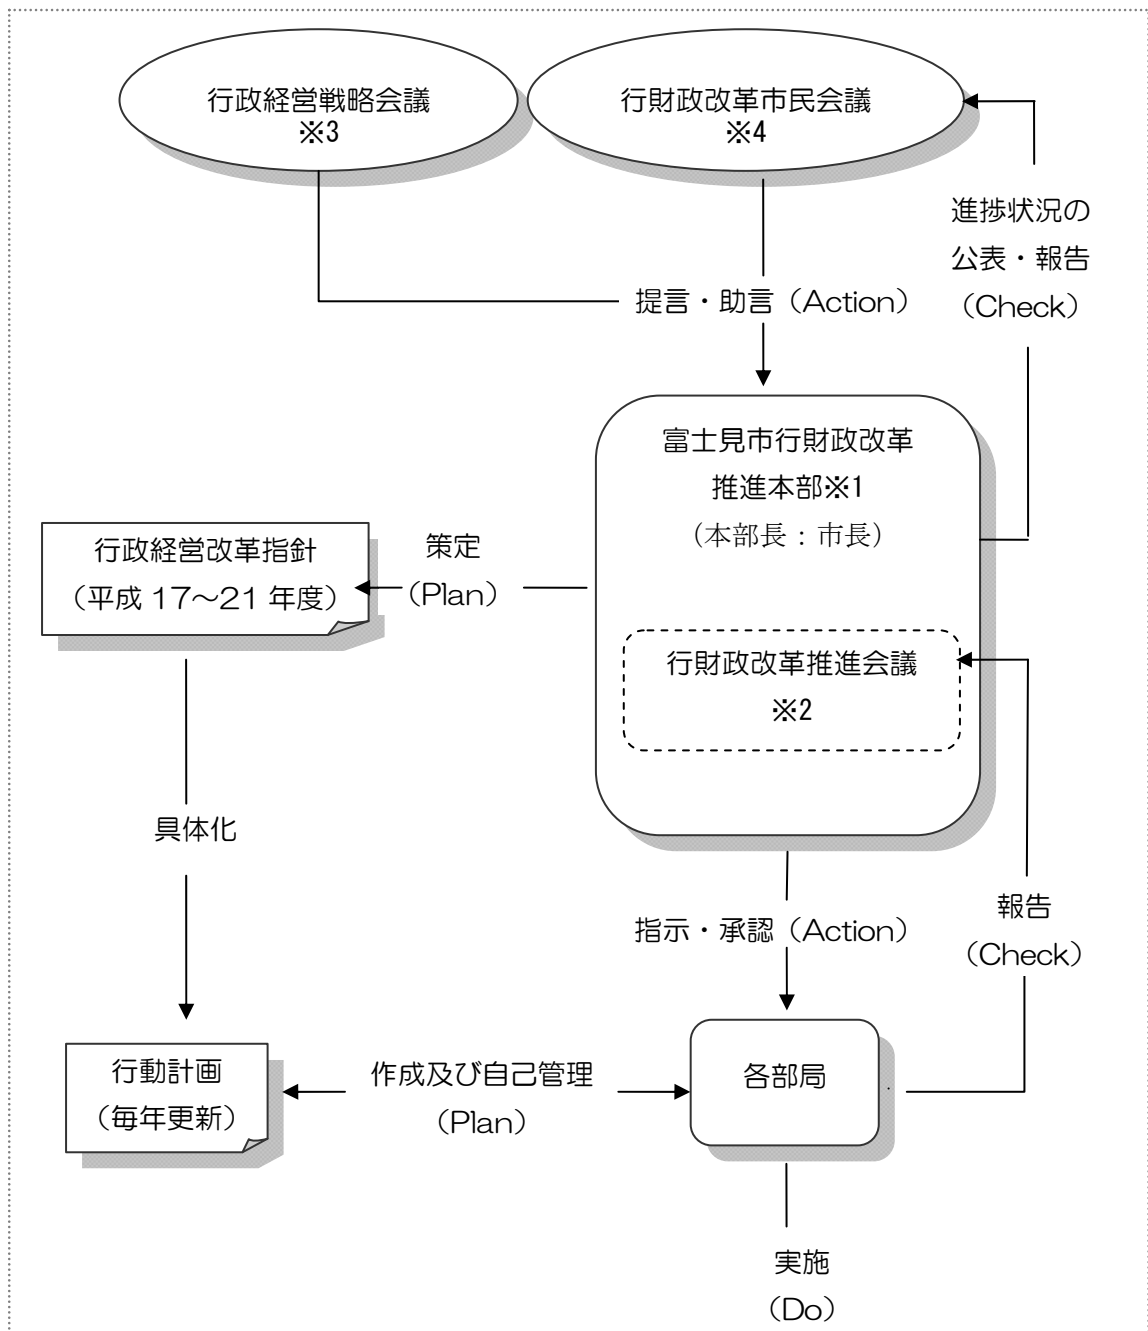 行政経営戦略会議
※3
行財政改革市民会議
※4
進捗状況の
公表・報告
（Check）
提言・助言（Action）
富士見市行財政改革
推進本部※1
（本部長：市長）
行政経営改革指針
（平成 17～21 年度）
策定
（Plan）
行財政改革推進会議
※2
具体化
指示・承認（Action）
報告
（Check）
行動計画
（毎年更新）
作成及び自己管理
（Plan）
各部局
実施
（Do）